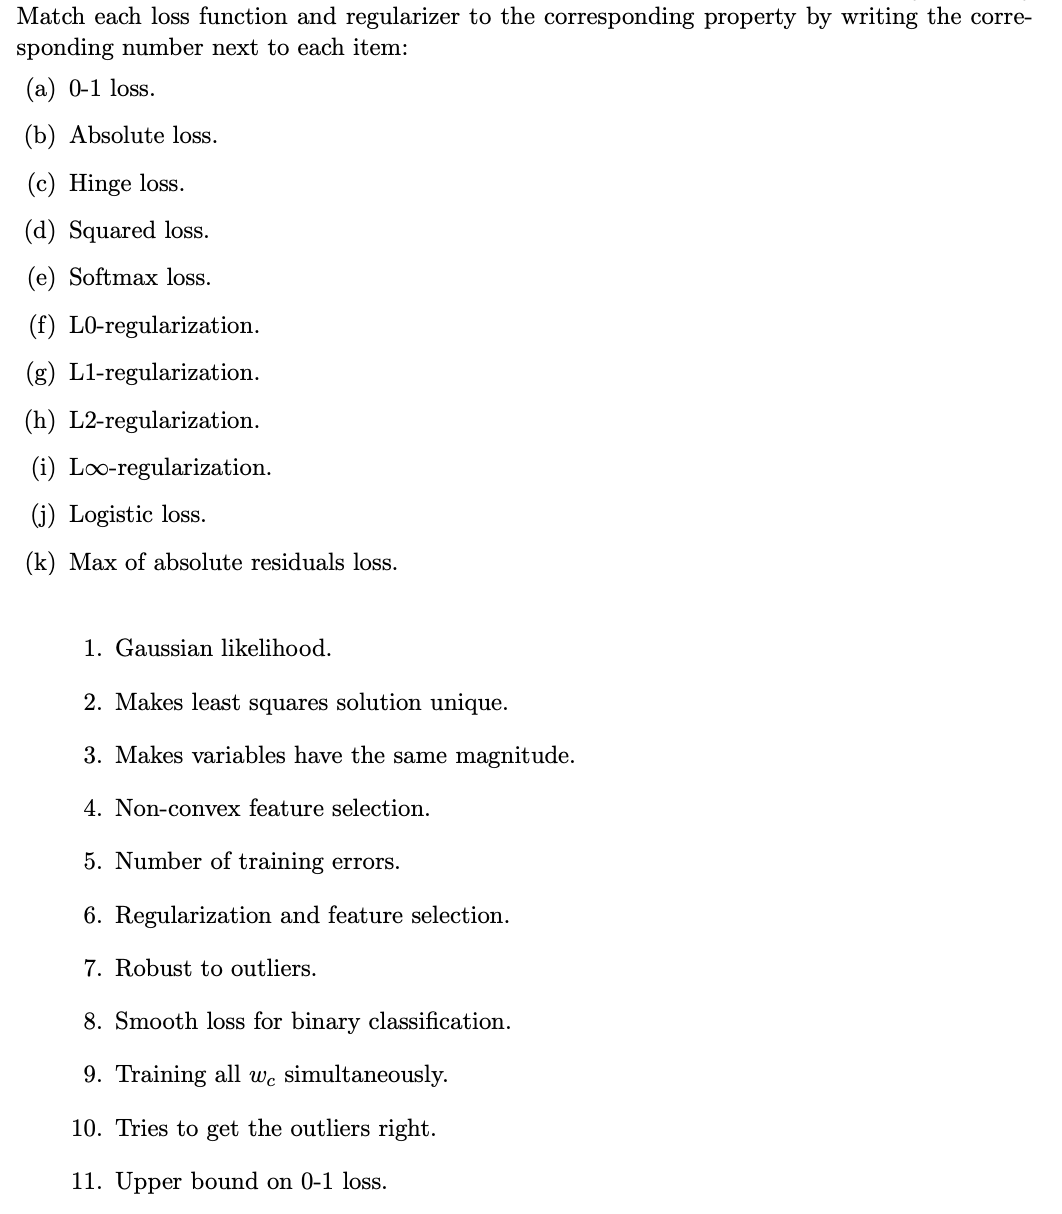 Match each loss function and regularizer to the corresponding property by writing the corre-
sponding number next to each item:
(a) 0-1 loss.
(b) Absolute loss.
(c) Hinge loss.
(d) Squared loss.
(e) Softmax loss.
(f) L0-regularization.
(g) L1-regularization.
(h) L2-regularization.
(i) L∞-regularization.
(j) Logistic loss.
(k) Max of absolute residuals loss.
1. Gaussian likelihood.
2. Makes least squares solution unique.
3. Makes variables have the same magnitude.
4. Non-convex feature selection.
5. Number of training errors.
6. Regularization and feature selection.
7. Robust to outliers.
8. Smooth loss for binary classification.
9. Training all w_c simultaneously.
10. Tries to get the outliers right.
11. Upper bound on 0-1 loss.